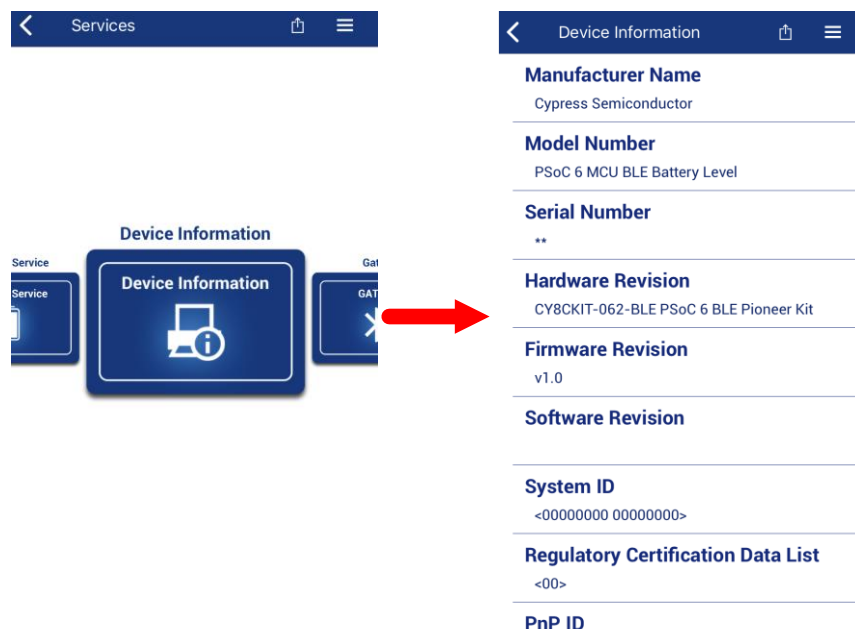 Services
Device Information
Service
Service
Device Information
Gat
GAT
Device Information
Manufacturer Name
Cypress Semiconductor
Model Number
PSoC 6 MCU BLE Battery Level
Serial Number
**
Hardware Revision
CY8CKIT-062-BLE PSoC 6 BLE Pioneer Kit
Firmware Revision
v1.0
Software Revision
System ID
<00000000 00000000>
Regulatory Certification Data List
<00>
PnP ID